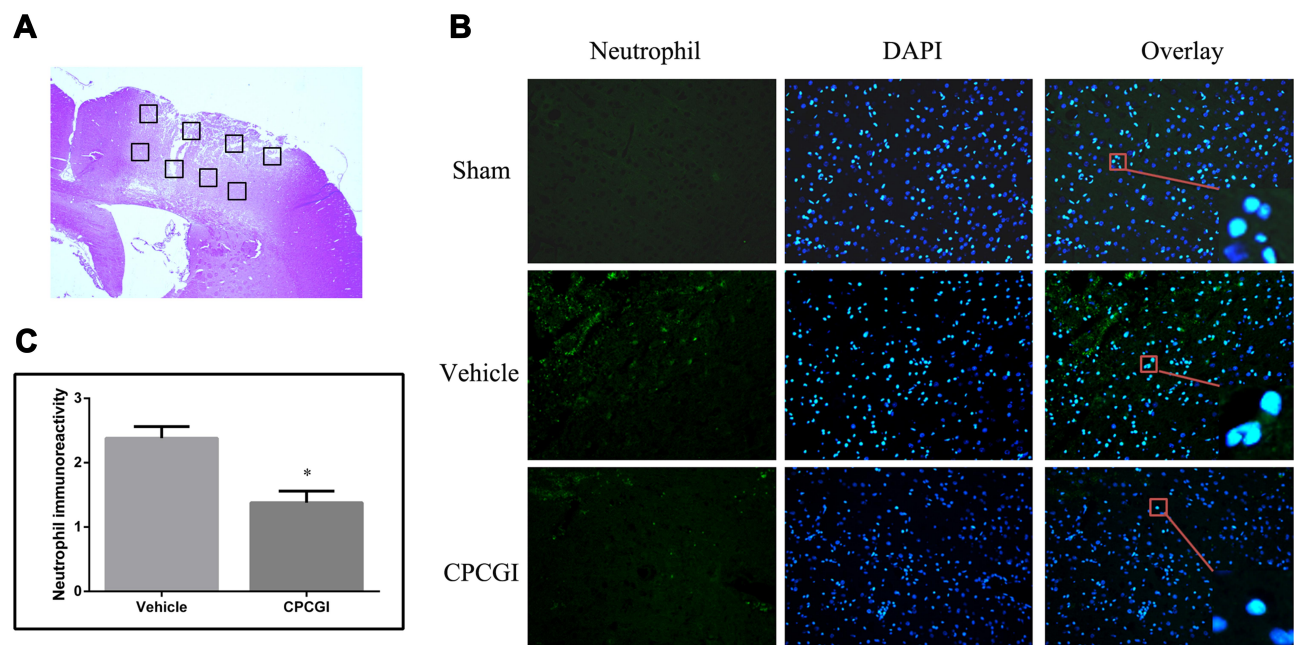 A
B
Neutrophil DAPI Overlay
Sham
Vehicle
CPCGI
C
Neutrophil immunoreactivity
3
2
1
0
*
Vehicle CPCGI